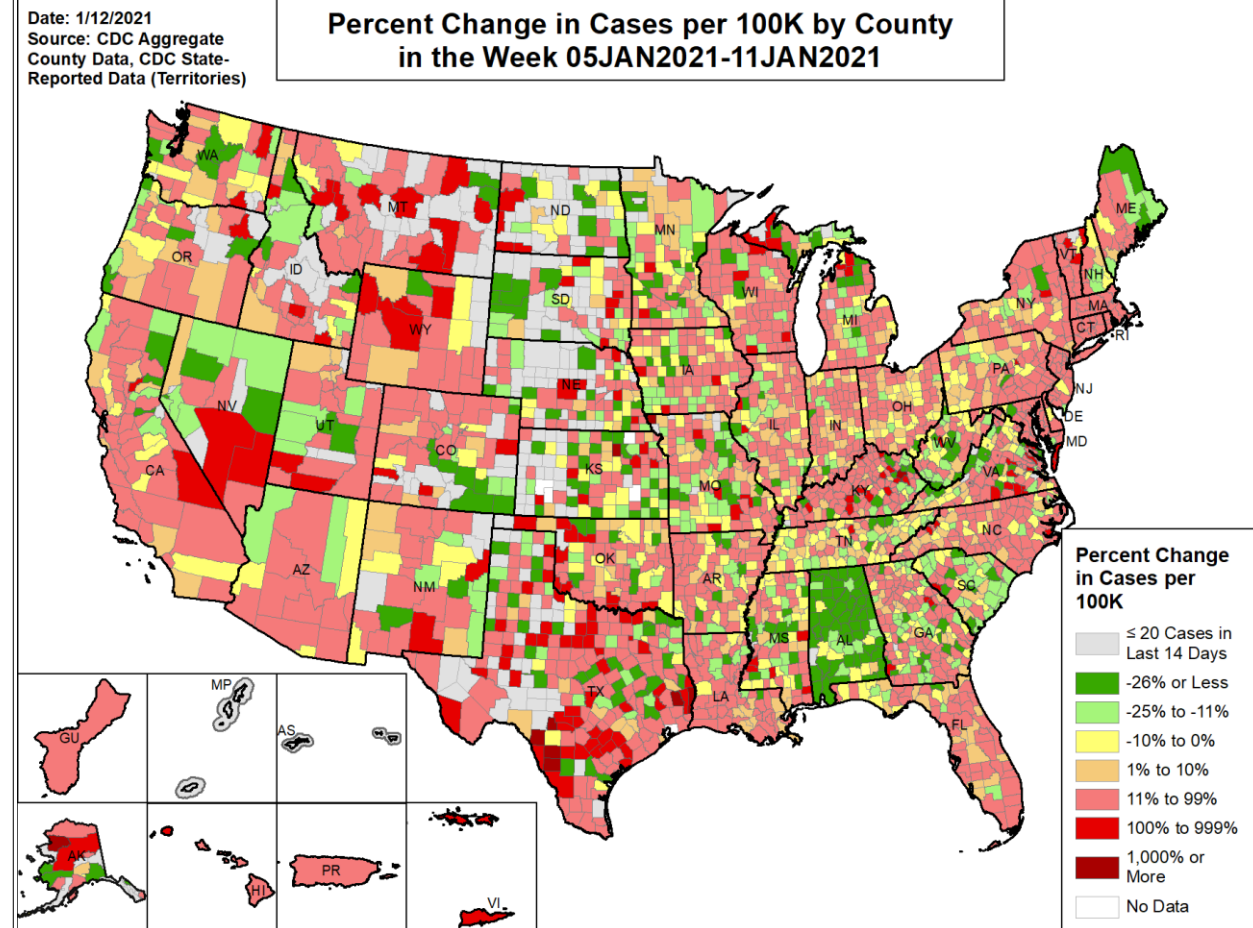 Date: 1/12/2021
Source: CDC Aggregate
County Data, CDC State-
Reported Data (Territories)
Percent Change in Cases per 100K by County
in the Week 05JAN2021-11JAN2021
WA
MT
ND
MN
ME
OR
ID
SD
WI
VT
NH
NY
MA
CT
RI
WY
MI
IA
NE
PA
NJ
NV
UT
CO
IL
IN
OH
DE
MD
WV
VA
CA
KS
MO
KY
NC
TN
AZ
NM
OK
AR
SC
MS
AL
GA
TX
LA
FL
Percent Change
in Cases per
100K
≤ 20 Cases in
Last 14 Days
-26% or Less
-25% to -11%
-10% to 0%
1% to 10%
11% to 99%
100% to 999%
1,000% or
More
No Data
GU
MP
AS
AK
HI
PR
VI